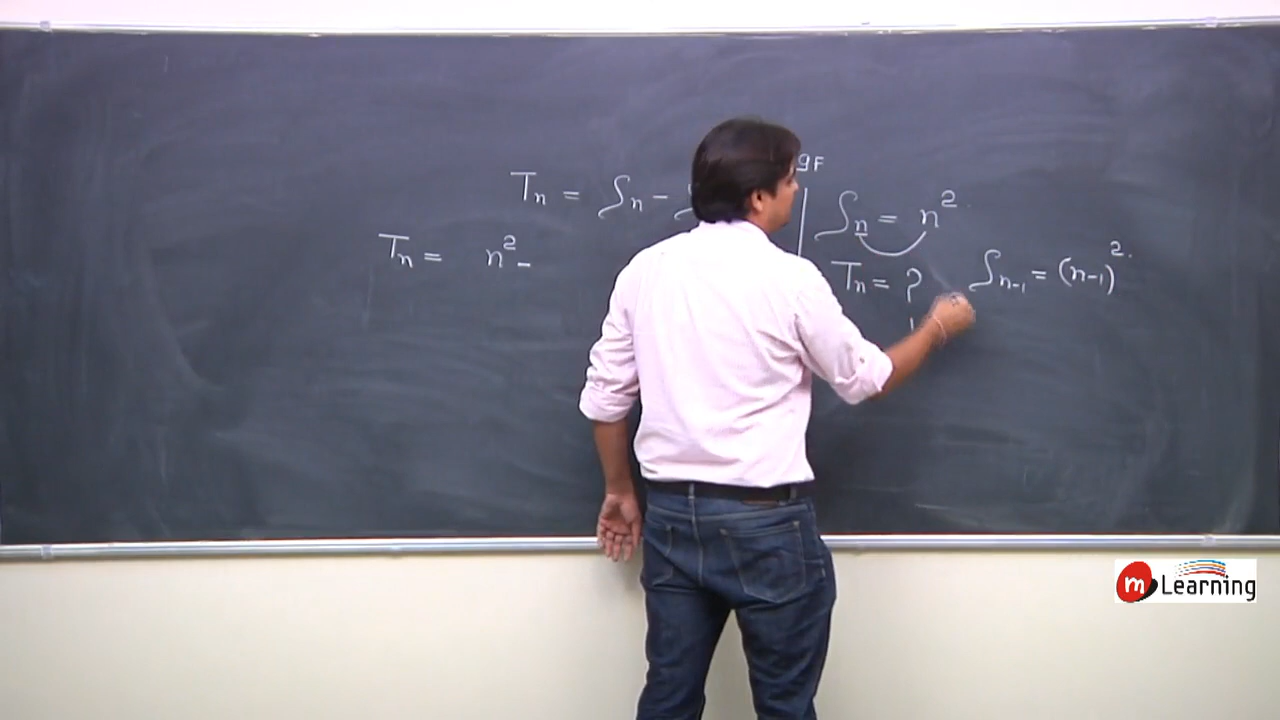 If
Tₙ = Sₙ -
Sₙ = n²
Tₙ = n² -
Tₙ = ?
Sₙ₋₁ = (n-1)²
m Learning